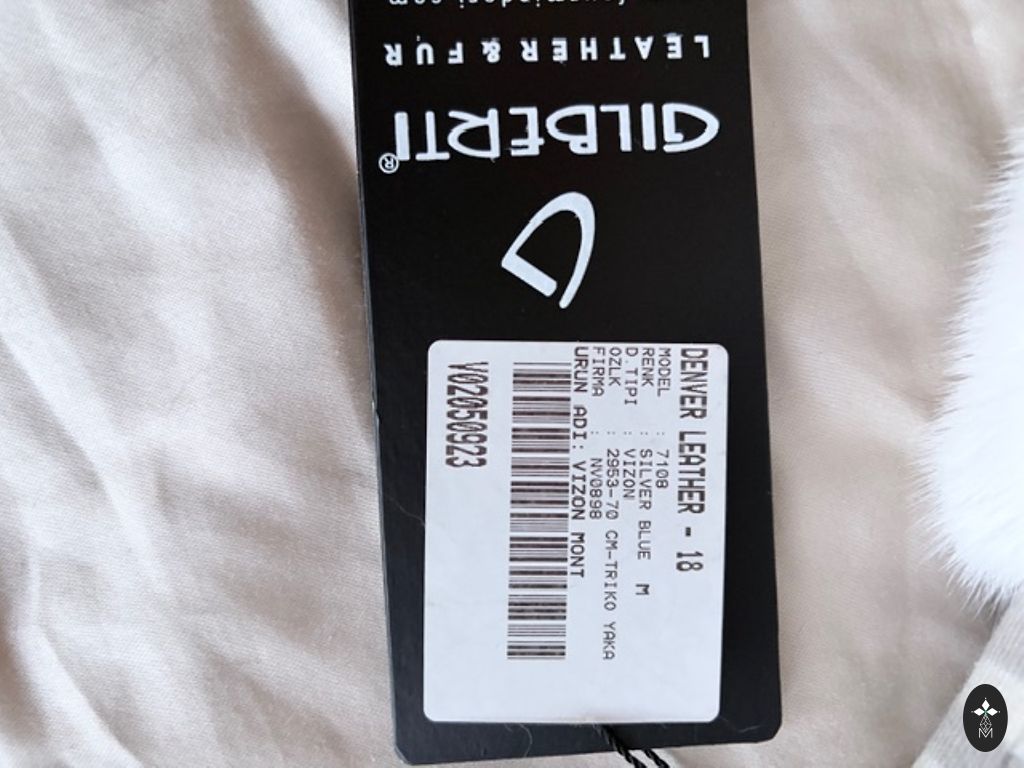 GILBERTI®
LEATHER & FUR
DENVER LEATHER - 18
MODEL : 7108
RENK : SILVER BLUE M
D.TIPI : VIZON
OZLK : 2953-70 CM-TRIKO YAKA
FIRMA : NV0898
URUN ADI: VIZON MONT
V02050923
M